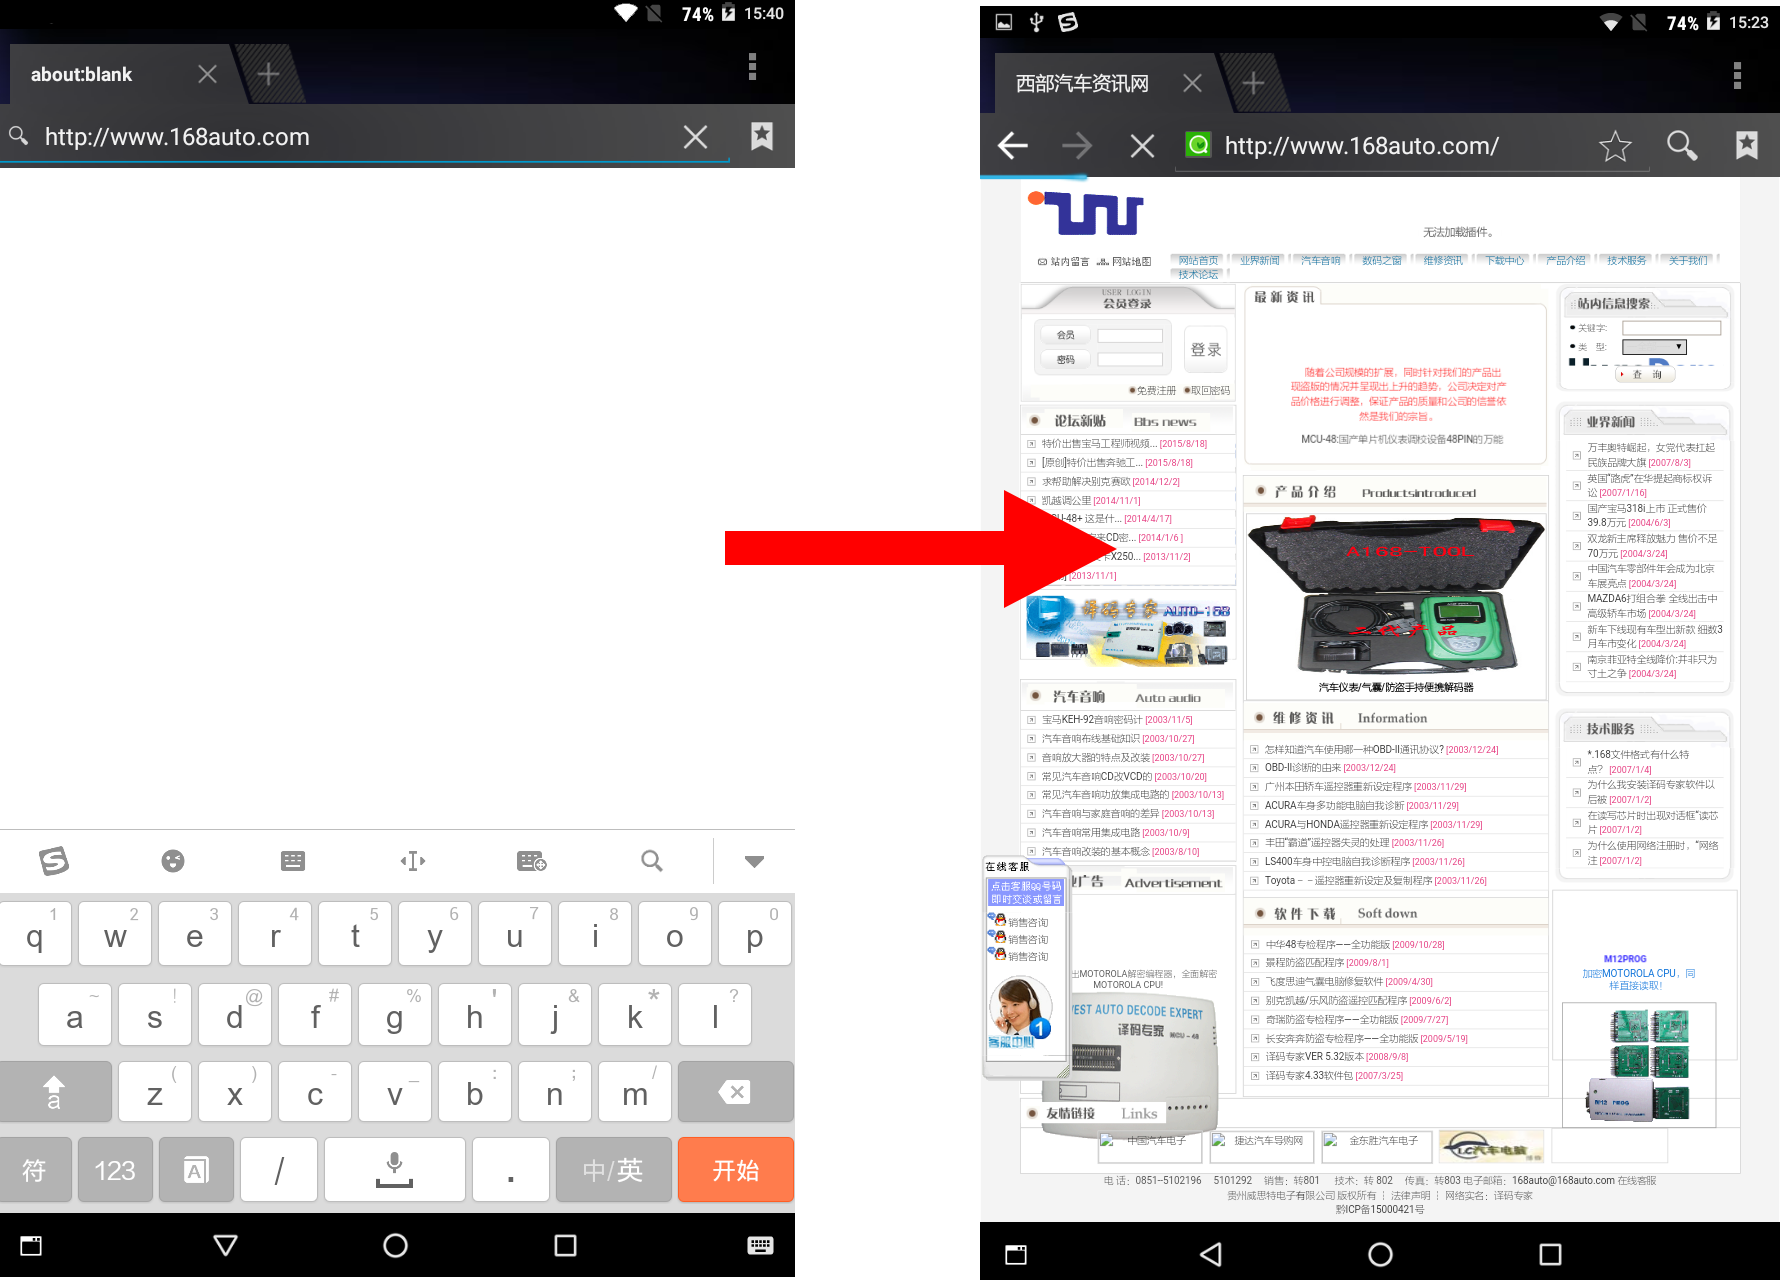 74% 15:40
about:blank
http://www.168auto.com
1 2 3 4 5 6 7 8 9 0
q w e r t y u i o p
~ ! @ # % ' & * ?
a s d f g h j k l
( ) - _ : ; /
a z x c v b n m
符 123 A / . 中/英 开始
74% 15:23
西部汽车资讯网
http://www.168auto.com/
无法加载插件。
站内留言 网站地图
网站首页 业界新闻 汽车音响 数码之窗 维修资讯 下载中心 产品介绍 技术服务 关于我们
技术论坛
USER LOGIN
会员登录
会员
密码
登录
免费注册 取回密码
论坛新贴 Bbs news
特价出售宝马工程师视频... [2015/8/18]
[原创]特价出售奔驰工... [2015/8/18]
求帮助解决别克赛欧 [2014/12/2]
凯越调公里 [2014/11/1]
U-48+ 这是什... [2014/4/17]
来CD密... [2014/1/6 ]
X250... [2013/11/2]
[2013/11/1]
译码专家 AUTO-168
汽车音响 Auto audio
宝马KEH-92音响密码计 [2003/11/5]
汽车音响布线基础知识 [2003/10/27]
音响放大器的特点及改装 [2003/10/27]
常见汽车音响CD改VCD的 [2003/10/20]
常见汽车音响功放集成电路的 [2003/10/13]
汽车音响与家庭音响的差异 [2003/10/13]
汽车音响常用集成电路 [2003/10/9]
汽车音响改装的基本概念 [2003/8/10]
在线客服
点击客服QQ号码
即时交谈或留言
销售咨询
销售咨询
销售咨询
1
客服中心
业广告 Advertisement
出MOTOROLA解密编程器，全面解密
MOTOROLA CPU!
VEST AUTO DECODE EXPERT
译码专家 MCU - 48
最新资讯
随着公司规模的扩展，同时针对我们的产品出
现盗版的情况并呈现出上升的趋势，公司决定对产
品价格进行调整，保证产品的质量和公司的信誉依
然是我们的宗旨。
MCU-48:国产单片机仪表调校设备48PIN的万能
产品介绍 Productsintroduced
A168 TOOL
汽车仪表/气囊/防盗手持便携解码器
维修资讯 Information
怎样知道汽车使用哪一种OBD-II通讯协议? [2003/12/24]
OBD-II诊断的由来 [2003/12/24]
广州本田轿车遥控器重新设定程序 [2003/11/29]
ACURA车身多功能电脑自我诊断 [2003/11/29]
ACURA与HONDA遥控器重新设定程序 [2003/11/29]
丰田“霸道”遥控器失灵的处理 [2003/11/26]
LS400车身中控电脑自我诊断程序 [2003/11/26]
Toyota－－遥控器重新设定及复制程序 [2003/11/26]
软件下载 Soft down
中华48专检程序——全功能版 [2009/10/28]
景程防盗匹配程序 [2009/8/1]
飞度思迪气囊电脑修复软件 [2009/4/30]
别克凯越/乐风防盗遥控匹配程序 [2009/6/2]
奇瑞防盗专检程序——全功能版 [2009/7/27]
长安奔奔防盗专检程序——全功能版 [2009/5/19]
译码专家VER 5.32版本 [2008/9/8]
译码专家4.33软件包 [2007/3/25]
站内信息搜索
关键字:
类 型:
查 询
业界新闻
万丰奥特崛起，女党代表扛起
民族品牌大旗 [2007/8/3]
英国“路虎”在华提起商标权诉
讼 [2007/1/16]
国产宝马318i上市 正式售价
39.8万元 [2004/6/3]
双龙新主席释放魅力 售价不足
70万元 [2004/3/24]
中国汽车零部件年会成为北京
车展亮点 [2004/3/24]
MAZDA6打组合拳 全线出击中
高级轿车市场 [2004/3/24]
新车下线现有车型出新款 细数3
月车市变化 [2004/3/24]
南京菲亚特全线降价:并非只为
寸土之争 [2004/3/24]
技术服务
*.168文件格式有什么特
点？ [2007/1/4]
为什么我安装译码专家软件以
后被 [2007/1/2]
在读写芯片时出现对话框“读芯
片 [2007/1/2]
为什么使用网络注册时，“网络
注 [2007/1/2]
M12PROG
加密MOTOROLA CPU，同
样直接读取！
M12 PROG
友情链接 Links
中国汽车电子 捷达汽车导购网 金东胜汽车电子 LC汽车电脑
电 话：0851–5102196 5101292 销售：转801 技术：转 802 传真：转803 电子邮箱：168auto@168auto.com 在线客服
贵州威思特电子有限公司 版权所有 ┆ 法律声明 ┆ 网络实名：译码专家
黔ICP备15000421号